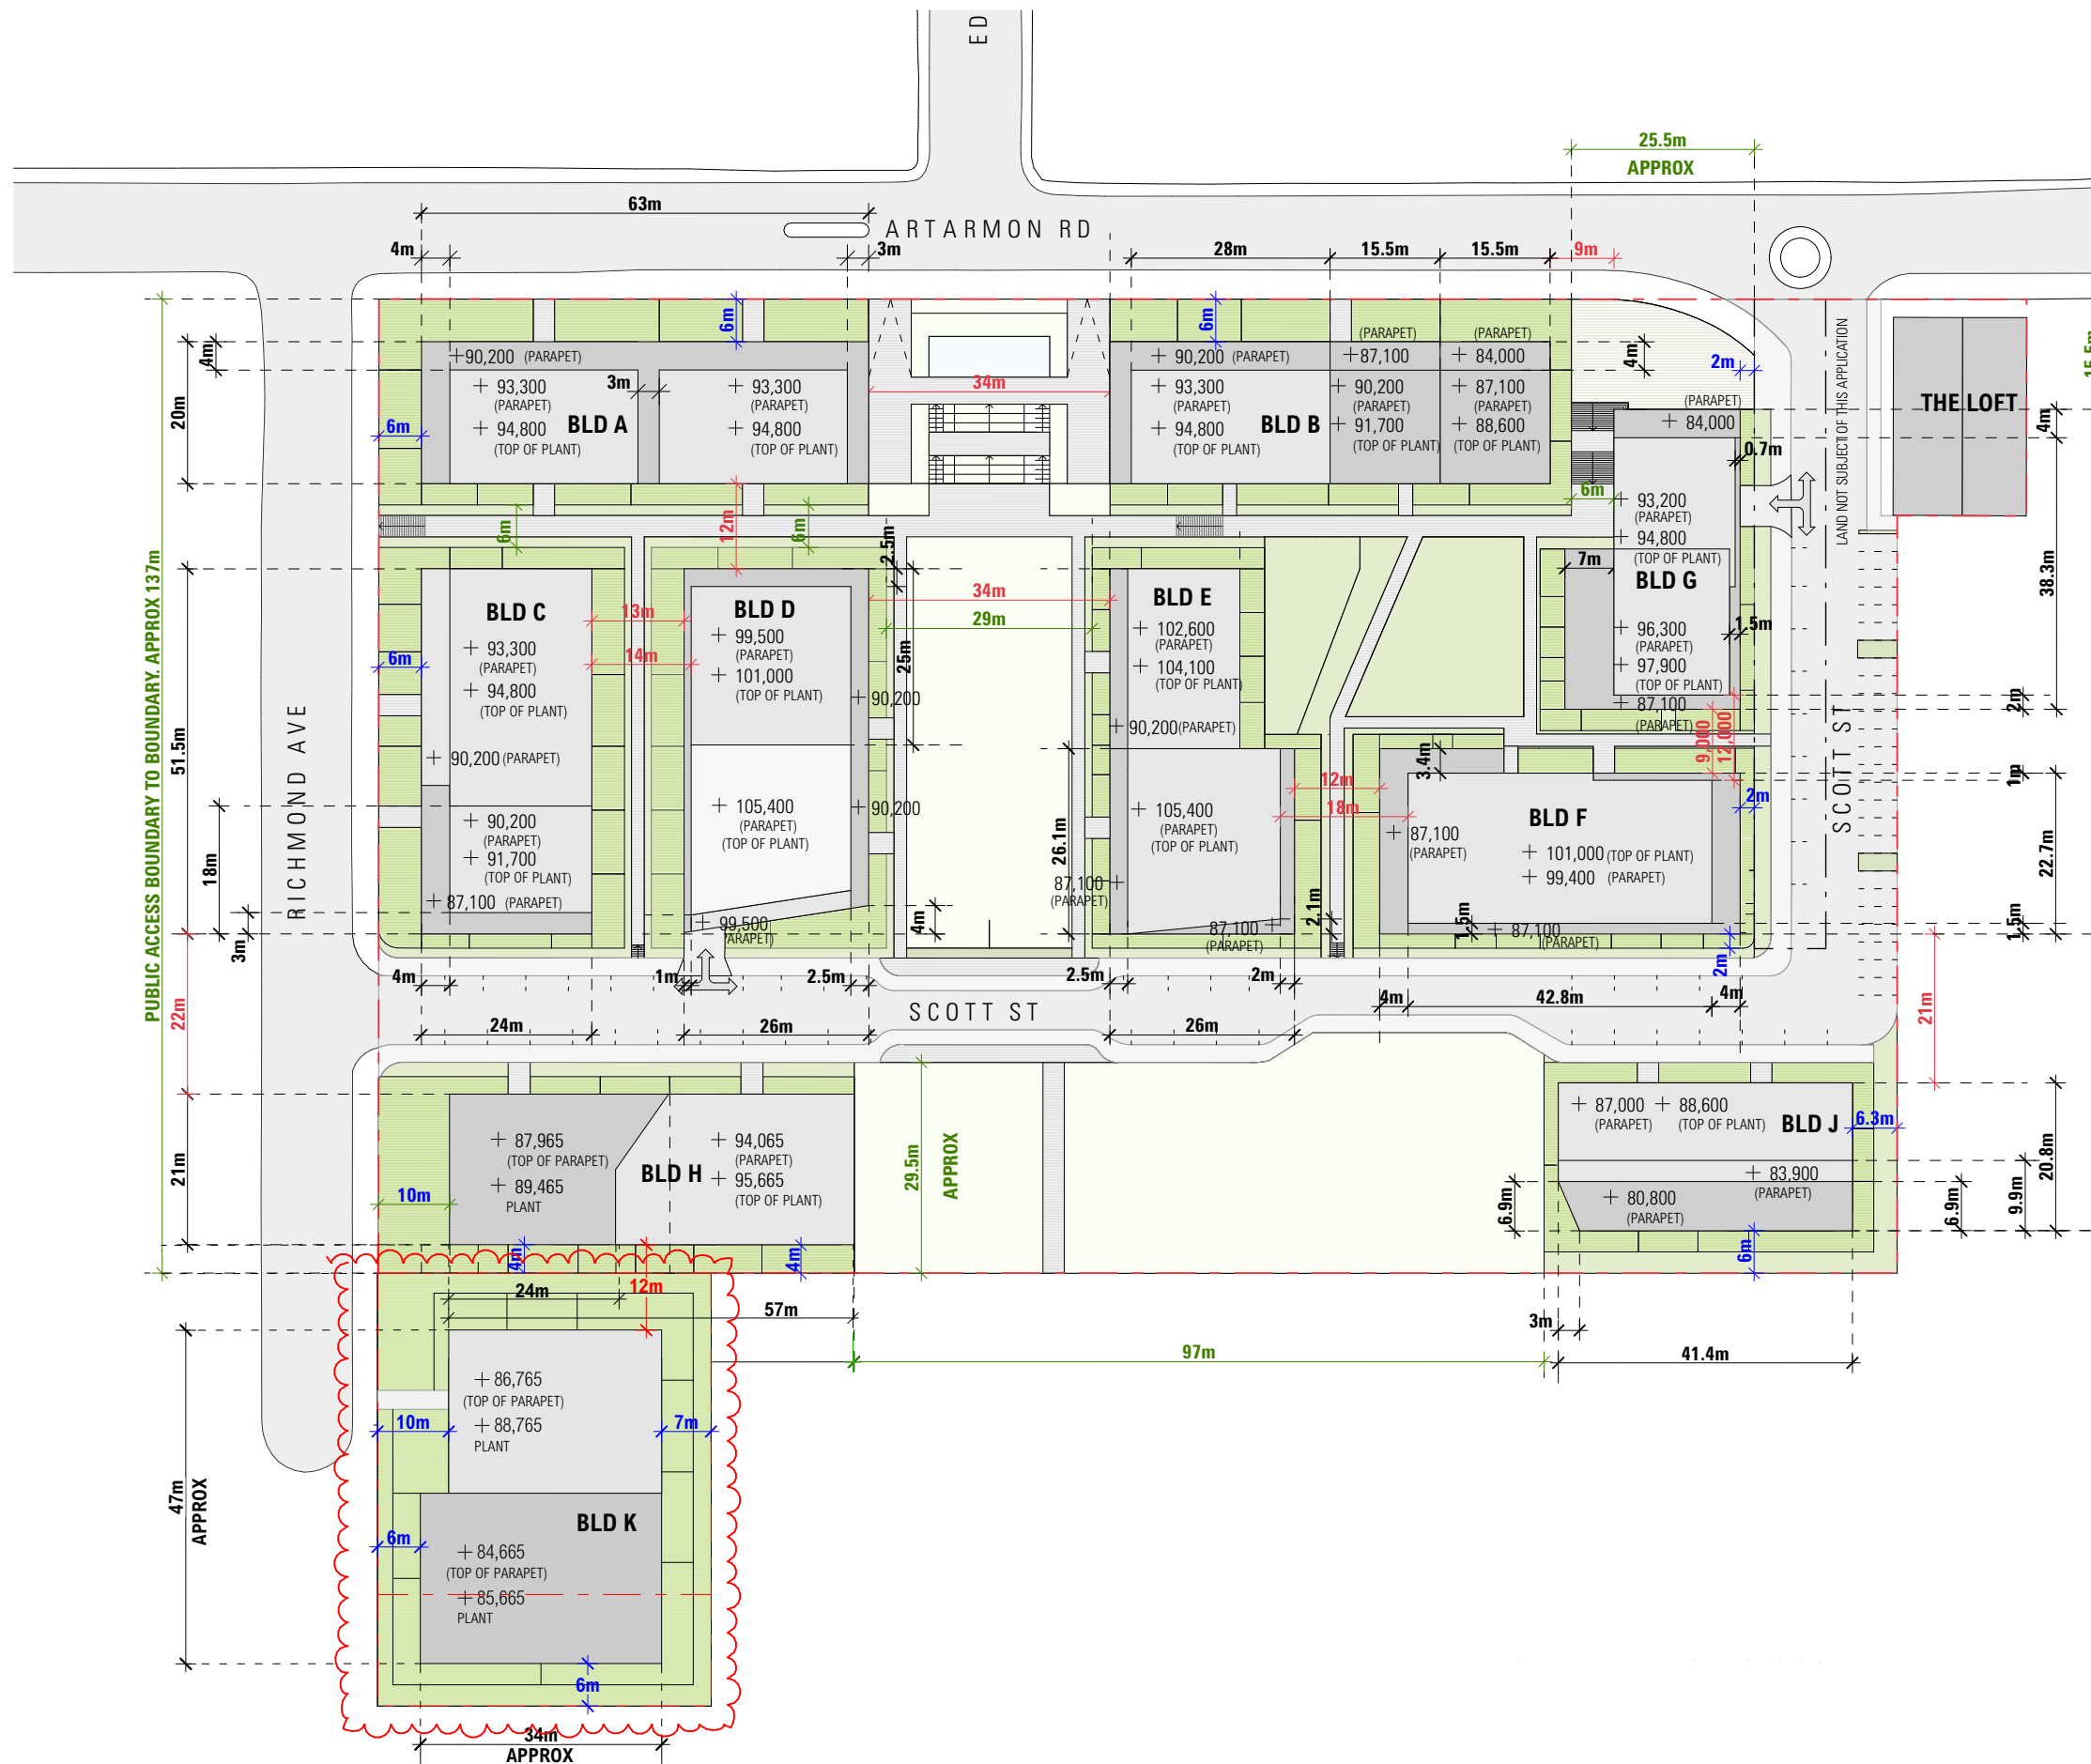 ED
25.5m
APPROX
63m
ARTARMON RD
4m
3m
28m
15.5m
15.5m
9m
6m
6m
(PARAPET)
(PARAPET)
4m
4m
2m
15.5m
LAND NOT SUBJECT OF THIS APPLICATION
THE LOFT
90,200 (PARAPET)
93,300
(PARAPET)
94,800
(TOP OF PLANT)
3m
BLD A
93,300
(PARAPET)
94,800
(TOP OF PLANT)
34m
90,200 (PARAPET)
87,100
84,000
93,300
(PARAPET)
94,800
(TOP OF PLANT)
BLD B
90,200
(PARAPET)
91,700
(TOP OF PLANT)
87,100
(PARAPET)
88,600
(TOP OF PLANT)
(PARAPET)
84,000
0.7m
4m
20m
6m
6m
12m
6m
2.5m
6m
93,200
(PARAPET)
94,800
(TOP OF PLANT)
7m
BLD G
96,300
(PARAPET)
97,900
(TOP OF PLANT)
87,100
(PARAPET)
1.5m
38.3m
2m
PUBLIC ACCESS BOUNDARY TO BOUNDARY. APPROX 137m
RICHMOND AVE
51.5m
18m
3m
22m
6m
BLD C
93,300
(PARAPET)
94,800
(TOP OF PLANT)
90,200 (PARAPET)
90,200
(PARAPET)
91,700
(TOP OF PLANT)
87,100 (PARAPET)
13m
14m
BLD D
99,500
(PARAPET)
101,000
(TOP OF PLANT)
90,200
105,400
(PARAPET)
(TOP OF PLANT)
90,200
99,500
(PARAPET)
34m
29m
25m
26.1m
4m
BLD E
102,600
(PARAPET)
104,100
(TOP OF PLANT)
90,200 (PARAPET)
105,400
(PARAPET)
(TOP OF PLANT)
87,100
(PARAPET)
87,100
(PARAPET)
2.1m
12m
18m
3.4m
9,000
12,000
BLD F
87,100
(PARAPET)
101,000 (TOP OF PLANT)
99,400 (PARAPET)
1.5m
87,100
(PARAPET)
2m
2m
SCOTT ST
1m
22.7m
1.5m
21m
4m
1m
2.5m
2.5m
2m
SCOTT ST
4m
42.8m
4m
24m
26m
26m
21m
10m
87,965
(TOP OF PARAPET)
89,465
PLANT
BLD H
94,065
(PARAPET)
95,665
(TOP OF PLANT)
29.5m
APPROX
4m
4m
87,000
(PARAPET)
88,600
(TOP OF PLANT)
BLD J
6.3m
83,900
(PARAPET)
80,800
(PARAPET)
6.9m
6m
6.9m
9.9m
20.8m
24m
12m
57m
97m
3m
41.4m
86,765
(TOP OF PARAPET)
88,765
PLANT
10m
7m
47m
APPROX
BLD K
6m
84,665
(TOP OF PARAPET)
85,665
PLANT
6m
34m
APPROX